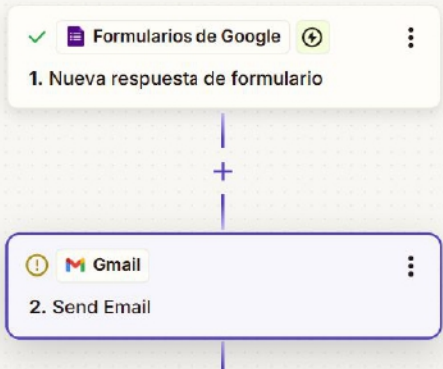 Formularios de Google
1. Nueva respuesta de formulario
Gmail
2. Send Email